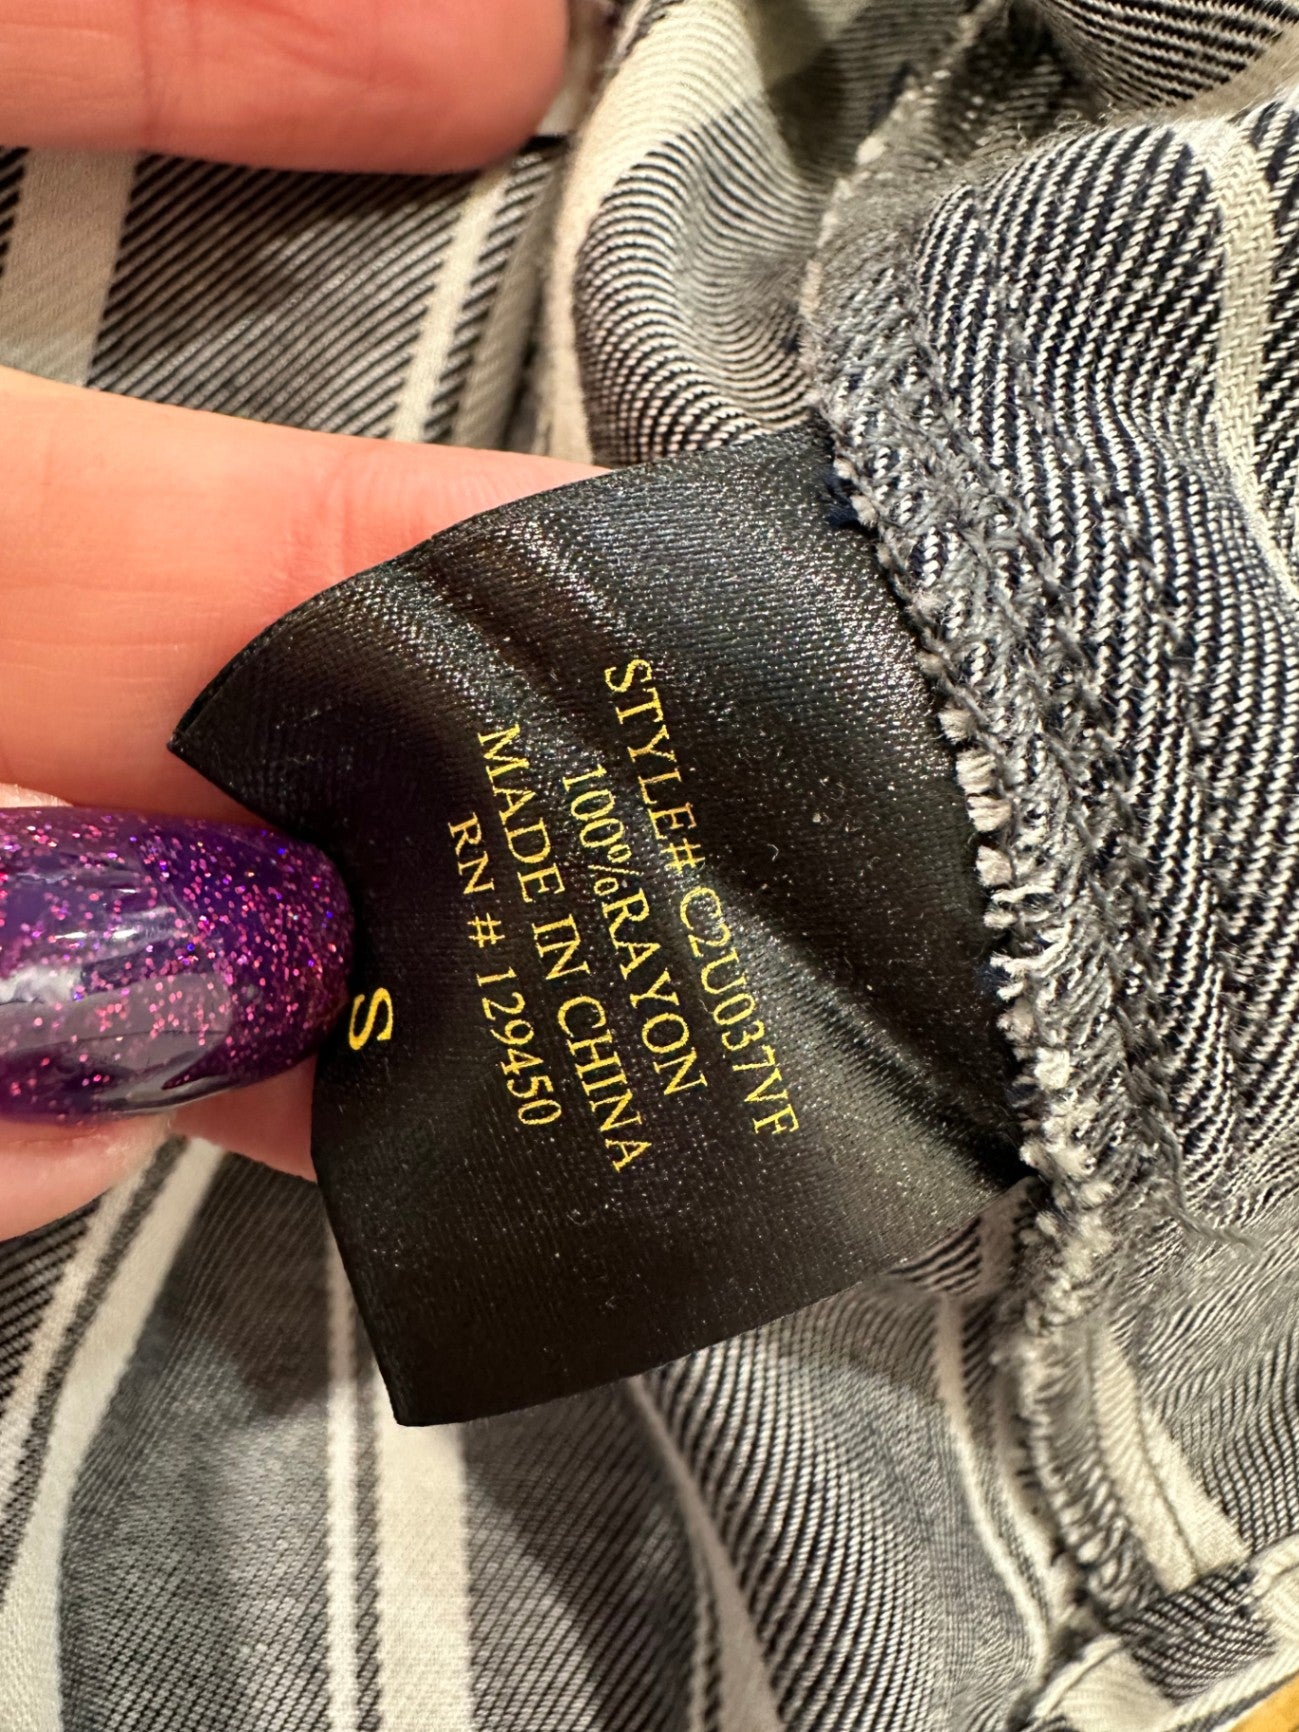 STYLE# C2U037VF
100%RAYON
MADE IN CHINA
RN # 129450
S